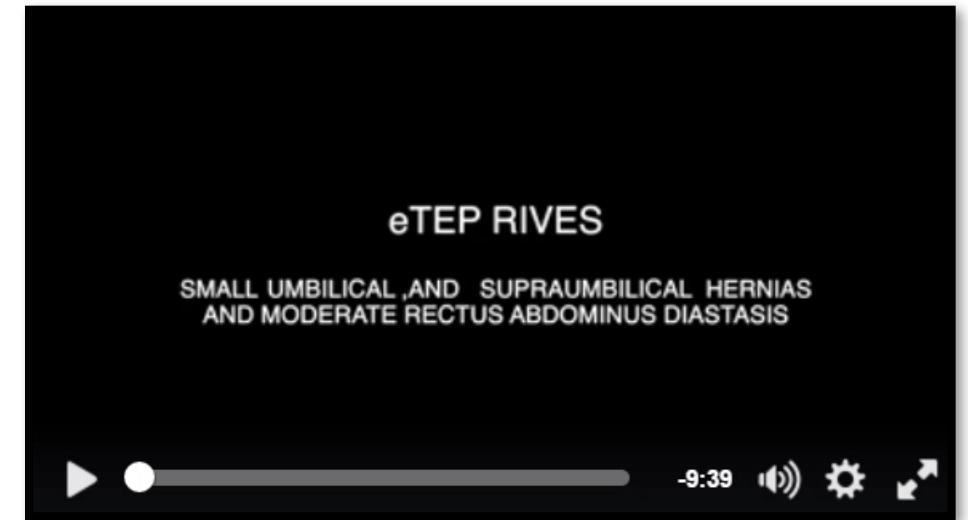 eTEP RIVES
SMALL UMBILICAL ,AND SUPRAUMBILICAL HERNIAS
AND MODERATE RECTUS ABDOMINUS DIASTASIS
-9:39